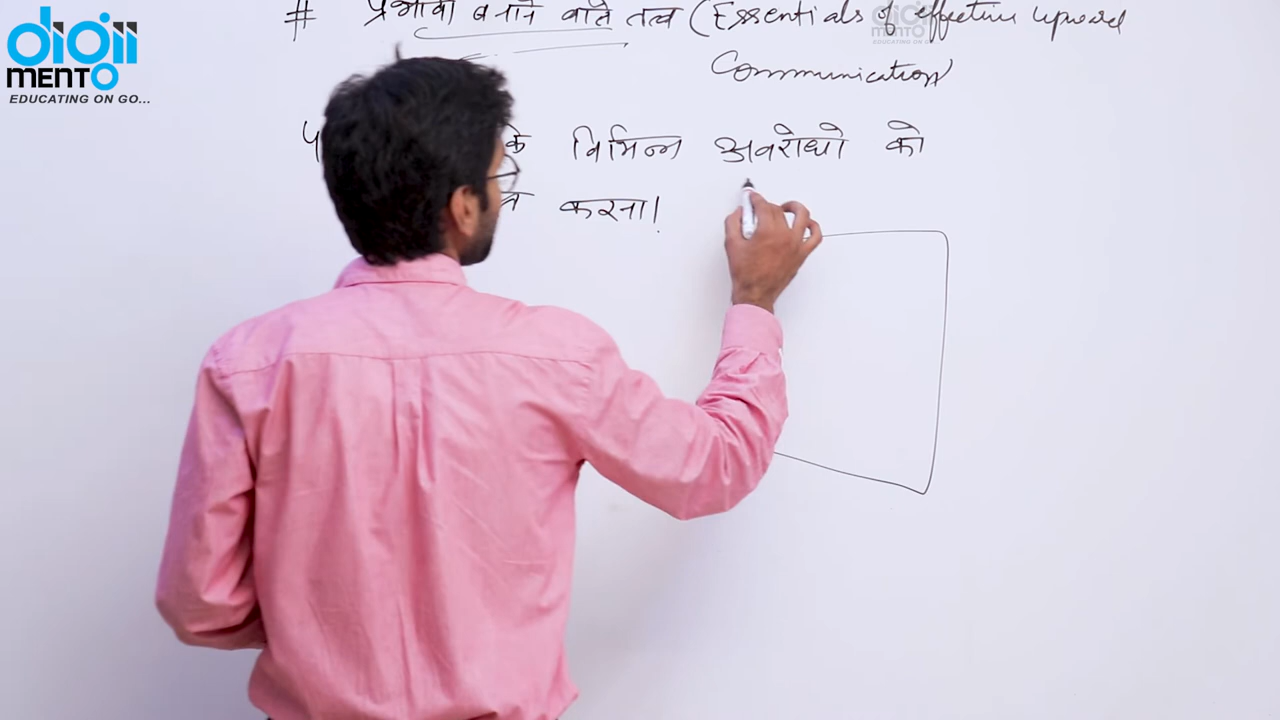 digii
MENTO
EDUCATING ON GO...
# प्रभावी बनाने वाले तत्व (Essentials of effective upward
Communication)
के विभिन्न अवरोधो को
करना।